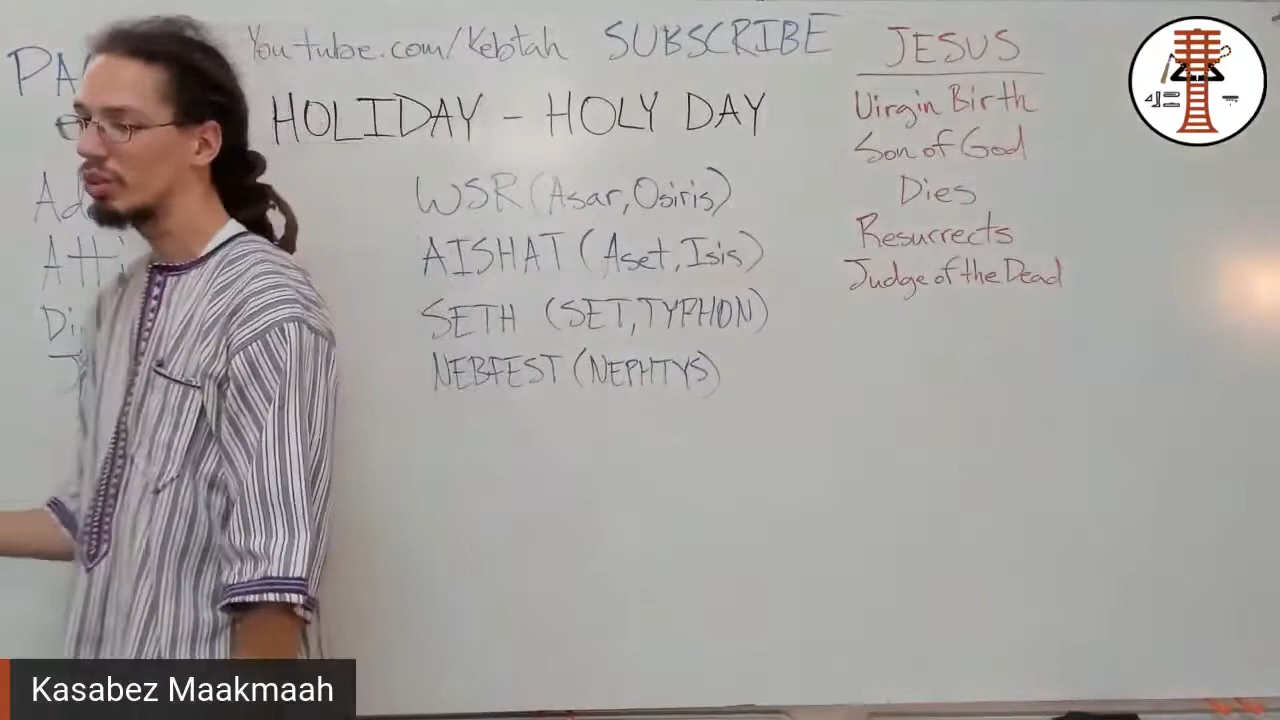 YouTube.com/Kebtah SUBSCRIBE
HOLIDAY - HOLY DAY
WSR (Asar, Osiris)
AISHAT (Aset, Isis)
SETH (SET, TYPHON)
NEBFEST (NEPHTYS)
JESUS
Virgin Birth
Son of God
Dies
Resurrects
Judge of the Dead
Kasabez Maakmaah